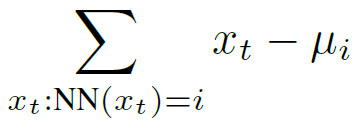 ∑ x_t − μ_i
x_t:NN(x_t)=i